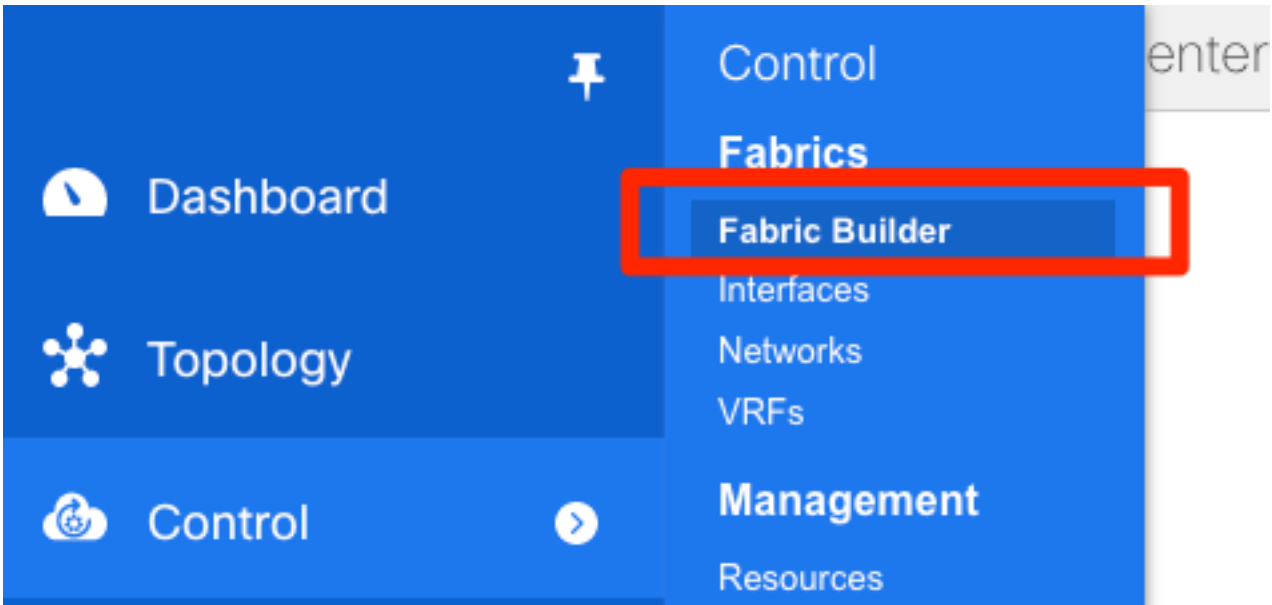 Dashboard
Topology
Control
Control
Fabrics
Fabric Builder
Interfaces
Networks
VRFs
Management
Resources
enter